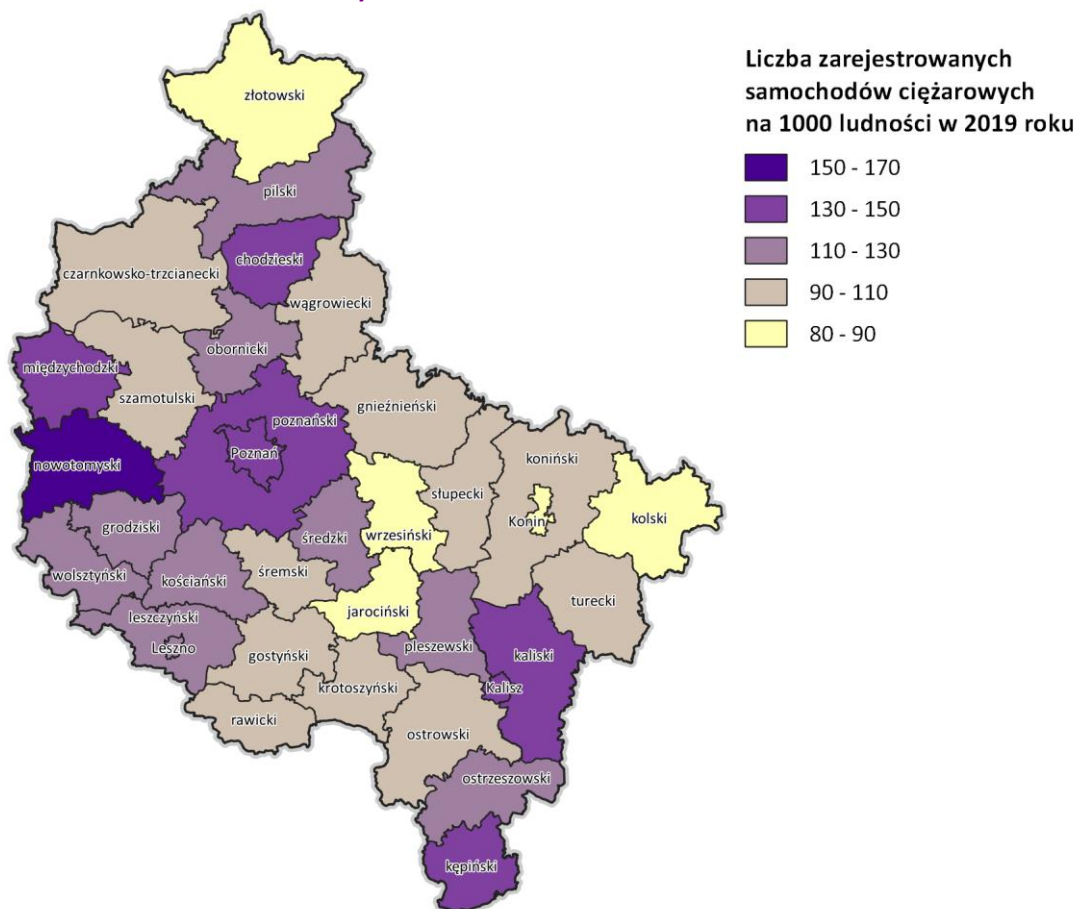 Liczba zarejestrowanych
samochodów ciężarowych
na 1000 ludności w 2019 roku
150 - 170
130 - 150
110 - 130
90 - 110
80 - 90
złotowski
pilski
chodzieski
czarnkowsko-trzcianecki
wągrowiecki
obornicki
międzychodzki
szamotulski
gnieźnieński
poznański
Poznań
koniński
nowotomyski
słupecki
Konin
kolski
grodziski
średzki
wrzesiński
wolsztyński
kościański
śremski
turecki
jarociński
leszczyński
Leszno
pleszewski
kaliski
gostyński
krotoszyński
Kalisz
rawicki
ostrowski
ostrzeszowski
kępiński